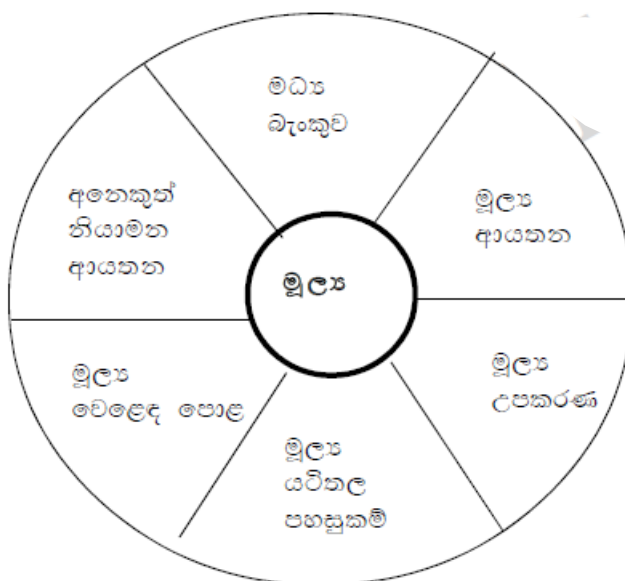 මධ්‍ය
බැංකුව
මූල්‍ය
ආයතන
මූල්‍ය
උපකරණ
මූල්‍ය
යටිතල
පහසුකම්
මූල්‍ය
වෙළෙඳ පොළ
අනෙකුත්
නියාමන
ආයතන
මූල්‍ය